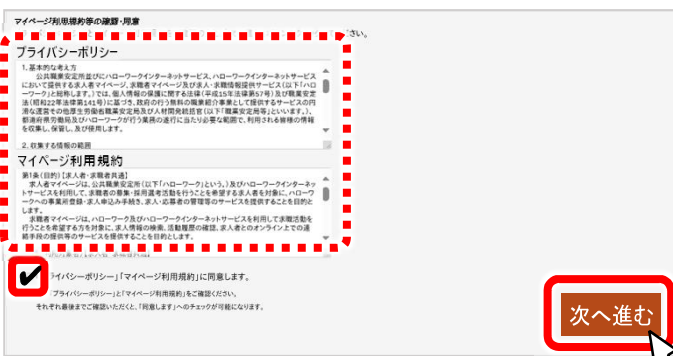 マイページ利用規約等の確認・同意
さい。
プライバシーポリシー
1．基本的な考え方
公共職業安定所並びにハローワークインターネットサービス、ハローワークインターネットサービス
において提供する求人者マイページ、求職者マイページ及び求人・求職情報提供サービス(以下「ハロ
ーワーク」と総称します。)では、個人情報の保護に関する法律(平成15年法律第57号)及び職業安定
法(昭和22年法律第141号)に基づき、政府の行う無料の職業紹介事業として提供するサービスの円
滑な運営その他厚生労働省職業安定局及び人材開発統括官(以下「職業安定局等」といいます。)、
都道府県労働局及びハローワークが行う業務の遂行に当たり必要な範囲で、利用される皆様の情報
を収集し、保管し、及び使用します。
2．収集する情報の範囲
マイページ利用規約
第1条(目的)【求人者・求職者共通】
求人者マイページは、公共職業安定所(以下「ハローワーク」という。)及びハローワークインターネッ
トサービスを利用して、求職者の募集・採用選考活動を行うことを希望する求人者を対象に、ハローワ
ークへの事業所登録・求人申込み手続き、求人・応募者の管理等のサービスを提供することを目的と
します。
求職者マイページは、ハローワーク及びハローワークインターネットサービスを利用して求職活動を
行うことを希望する方を対象に、求人情報の検索、活動履歴の確認、求人者とのオンライン上での連
絡手段の提供等のサービスを提供することを目的とします。
イバシーポリシー」「マイページ利用規約」に同意します。
プライバシーポリシー」と「マイページ利用規約」をご確認ください。
それぞれ最後までご確認いただくと、「同意します」へのチェックが可能になります。
次へ進む